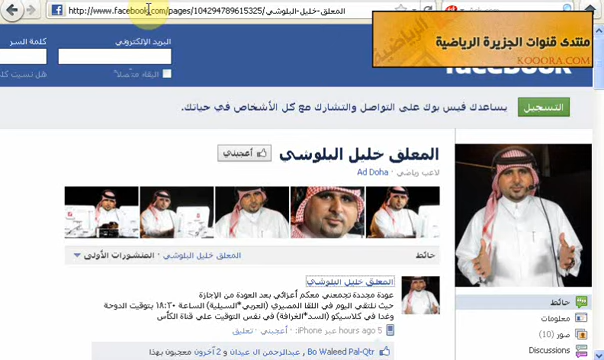 http://www.facebook.com/pages/المعلق-خليل-البلوشي/104294789615325
منتدى قنوات الجزيرة الرياضية
KOOORA.COM
البريد الإلكتروني
كلمة السر
البقاء متصلاً
هل نسيت كلمة
facebook
يساعدك فيس بوك على التواصل والتشارك مع كل الأشخاص في حياتك.
التسجيل
المعلق خليل البلوشي
أعجبني
لاعب رياضي · Ad Doha
حائط
المعلق خليل البلوشي · المنشورات الأولى
المعلق خليل البلوشي
عودة مجددة تجمعني معكم أعزائي بعد العودة من الإجازة
حيث نلتقي اليوم في اللقا المصيري (العربي*السيلية) الساعة ١٨:٢٠ بتوقيت الدوحة
وغدا في كلاسيكو (السد*الغرافة) في نفس التوقيت على قناة الكأس
5 hours ago عبر iPhone · أعجبني · تعليق
Bo Waleed Pal-Qtr، عبدالرحمن ال عيدان و 2 آخرون معجبون بهذا
حائط
معلومات
صور (10)
Discussions